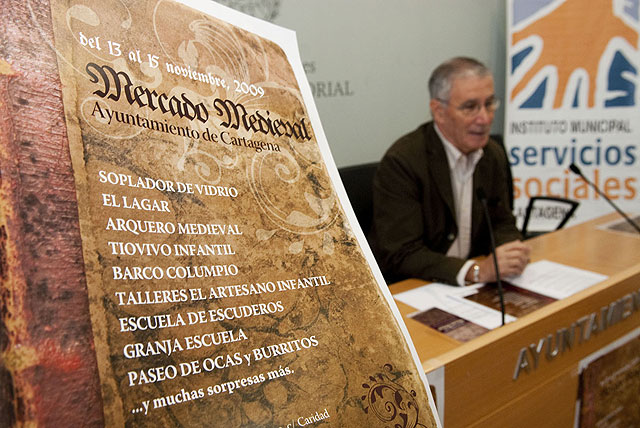 del 13 al 15 noviembre, 2009
Mercado Medieval
Ayuntamiento de Cartagena
SOPLADOR DE VIDRIO
EL LAGAR
ARQUERO MEDIEVAL
TIOVIVO INFANTIL
BARCO COLUMPIO
TALLERES EL ARTESANO INFANTIL
ESCUELA DE ESCUDEROS
GRANJA ESCUELA
PASEO DE OCAS y BURRITOS
...y muchas sorpresas más.
c/ Caridad
INSTITUTO MUNICIPAL
servicios
sociales
CARTAGENA
AYUNTAMIEN